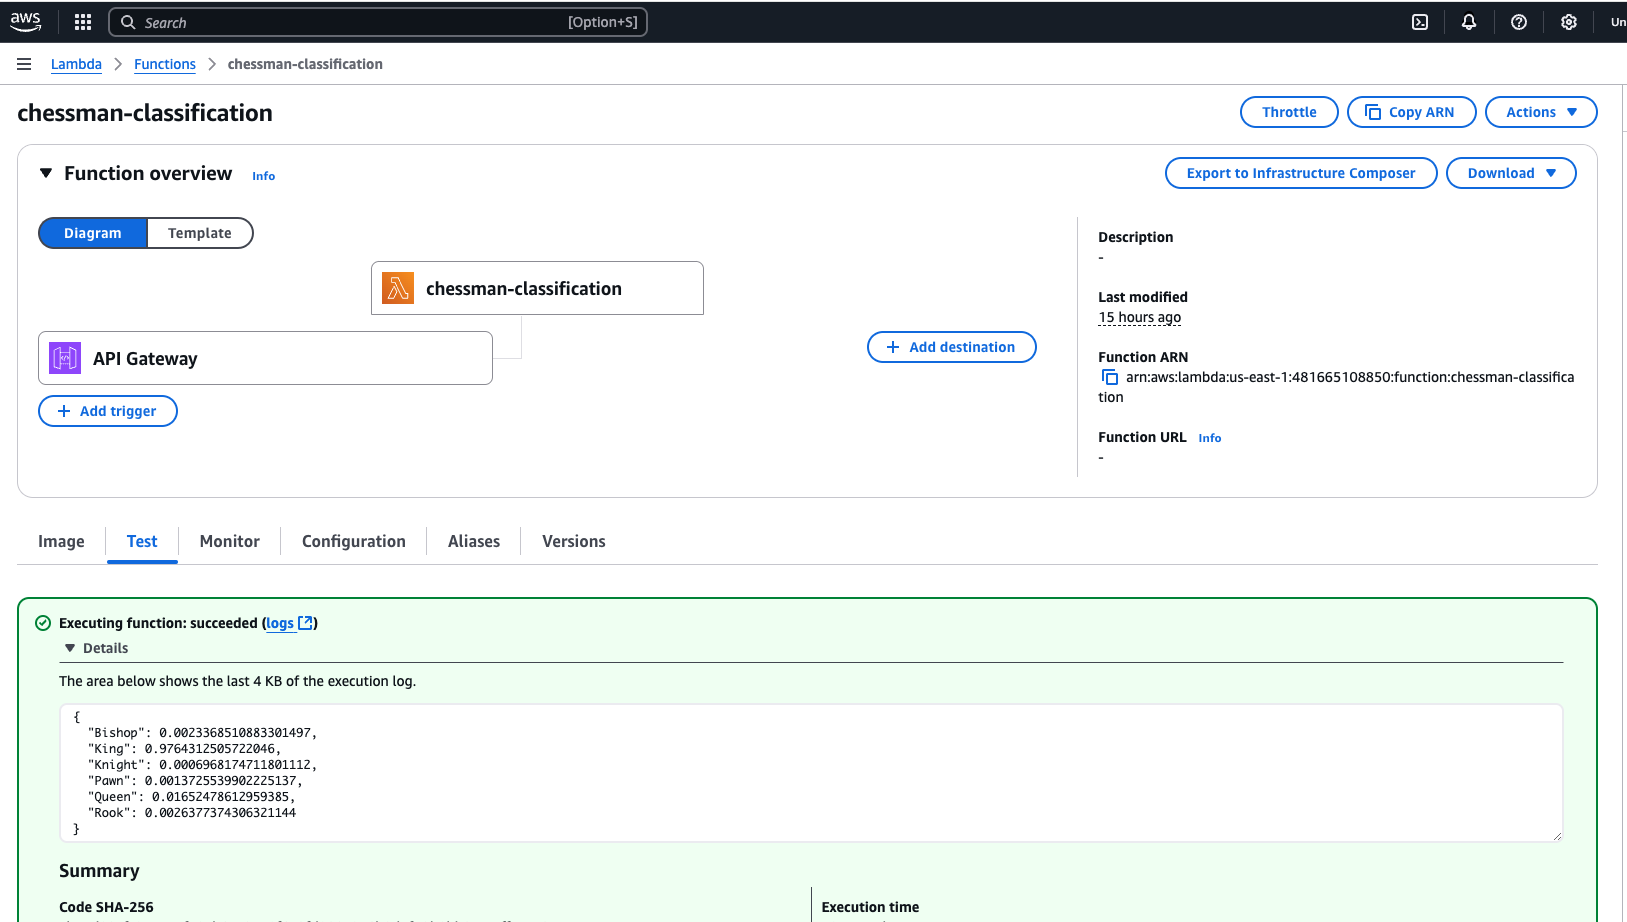 aws
Search [Option+S]
Un
Lambda > Functions > chessman-classification
chessman-classification
Throttle
Copy ARN
Actions
Function overview Info
Export to Infrastructure Composer
Download
Diagram
Template
chessman-classification
API Gateway
+ Add destination
+ Add trigger
Description
-
Last modified
15 hours ago
Function ARN
arn:aws:lambda:us-east-1:481665108850:function:chessman-classifica
tion
Function URL Info
-
Image
Test
Monitor
Configuration
Aliases
Versions
Executing function: succeeded (logs)
Details
The area below shows the last 4 KB of the execution log.
{
"Bishop": 0.0023368510883301497,
"King": 0.9764312505722046,
"Knight": 0.0006968174711801112,
"Pawn": 0.0013725539902225137,
"Queen": 0.01652478612959385,
"Rook": 0.0026377374306321144
}
Summary
Code SHA-256
Execution time